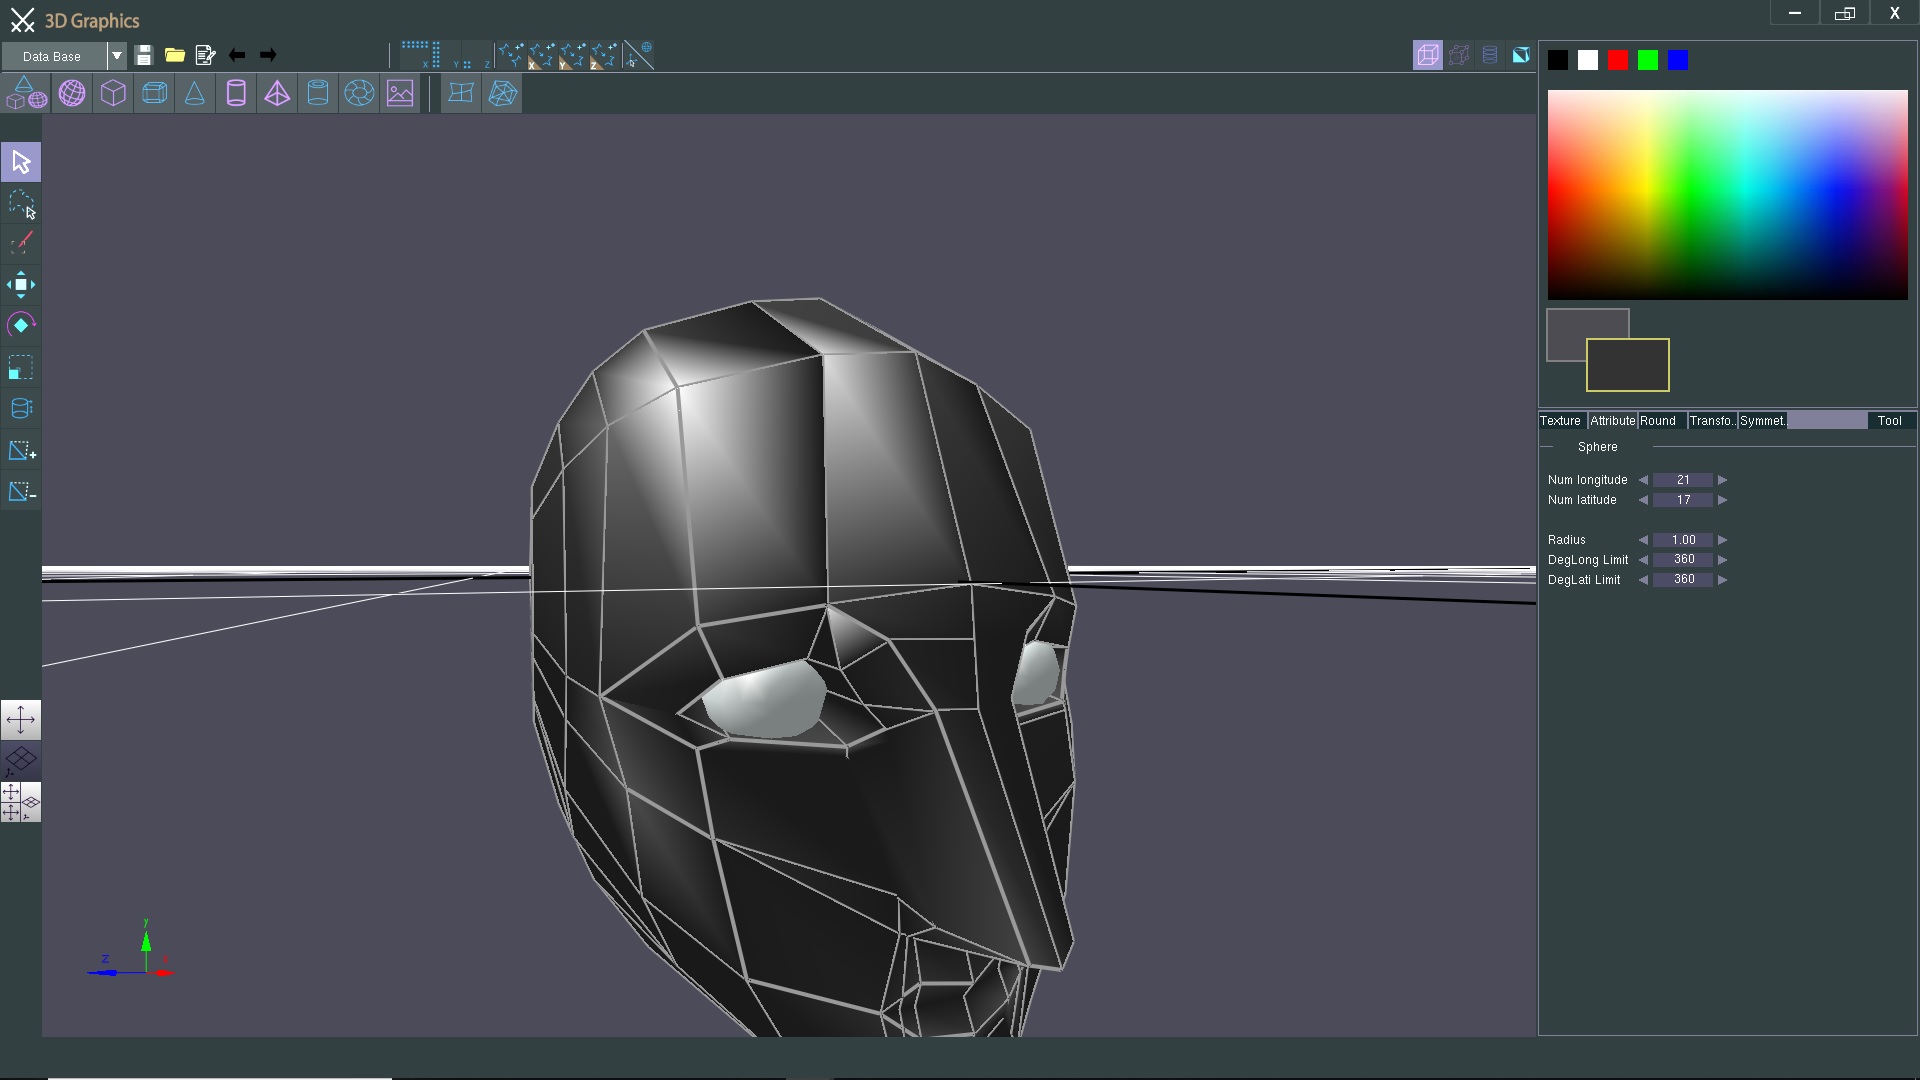 3D Graphics
X
Data Base
X
Y
Z
X
Y
Z
Texture
Attribute
Round
Transfo..
Symmet..
Tool
Sphere
Num longitude 21
Num latitude 17
Radius 1.00
DegLong Limit 360
DegLati Limit 360
y
z
x